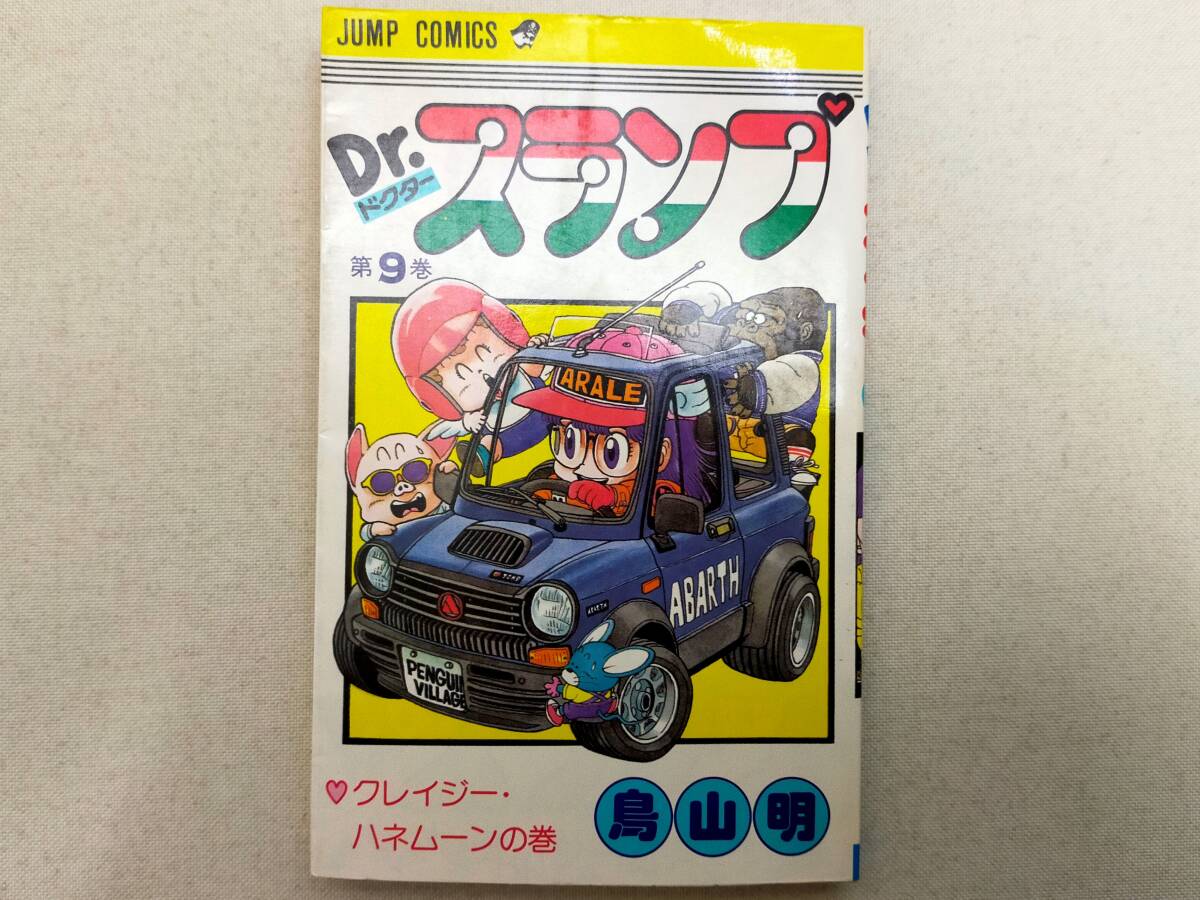 JUMP COMICS
Dr.スランプ
ドクター
第9巻
ARALE
ABARTH
ABARTH
PENGUIN
VILLAGE
♥クレイジー・
ハネムーンの巻
鳥山明